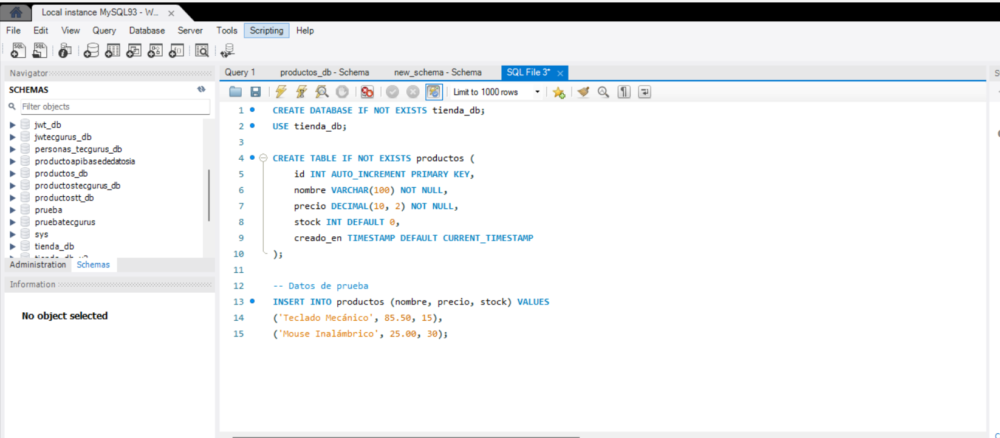 Local instance MySQL93 - W...
File Edit View Query Database Server Tools Scripting Help
Navigator
SCHEMAS
Filter objects
jwt_db
jwtecgurus_db
personas_tecgurus_db
productoapibasededatosia
productos_db
productostecgurus_db
productostt_db
prueba
pruebatecgurus
sys
tienda_db
Administration Schemas
Information
No object selected
Query 1 productos_db - Schema new_schema - Schema SQL File 3*
Limit to 1000 rows
1 CREATE DATABASE IF NOT EXISTS tienda_db;
2 USE tienda_db;
3
4 CREATE TABLE IF NOT EXISTS productos (
5 id INT AUTO_INCREMENT PRIMARY KEY,
6 nombre VARCHAR(100) NOT NULL,
7 precio DECIMAL(10, 2) NOT NULL,
8 stock INT DEFAULT 0,
9 creado_en TIMESTAMP DEFAULT CURRENT_TIMESTAMP
10 );
11
12 -- Datos de prueba
13 INSERT INTO productos (nombre, precio, stock) VALUES
14 ('Teclado Mecánico', 85.50, 15),
15 ('Mouse Inalámbrico', 25.00, 30);